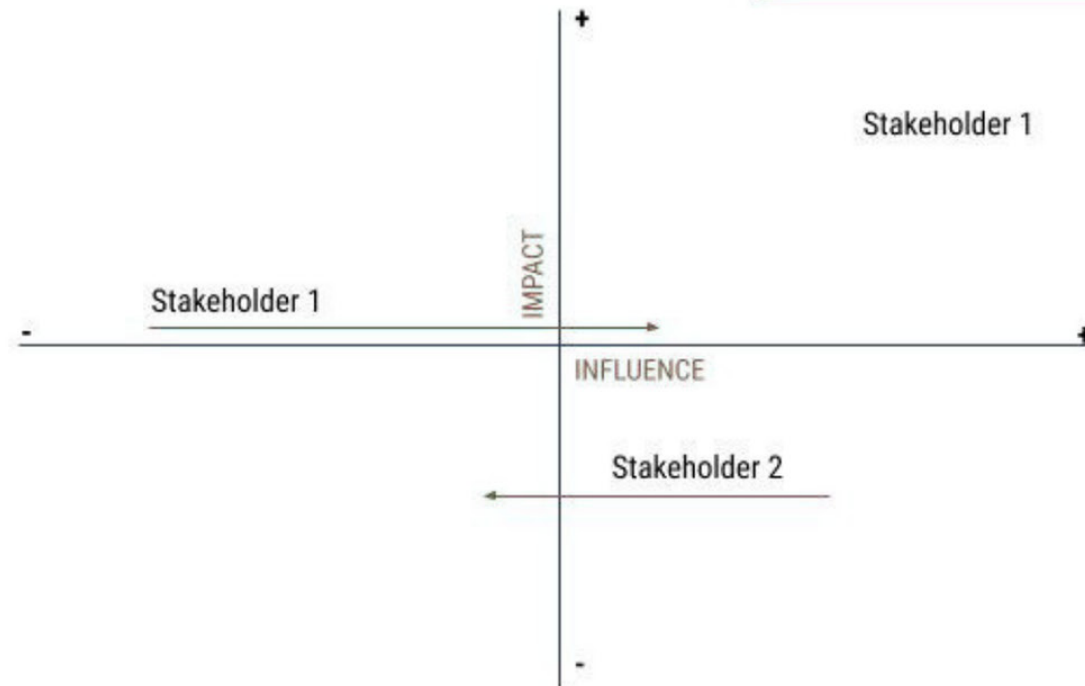 +
Stakeholder 1
IMPACT
Stakeholder 1
-
+
INFLUENCE
Stakeholder 2
-